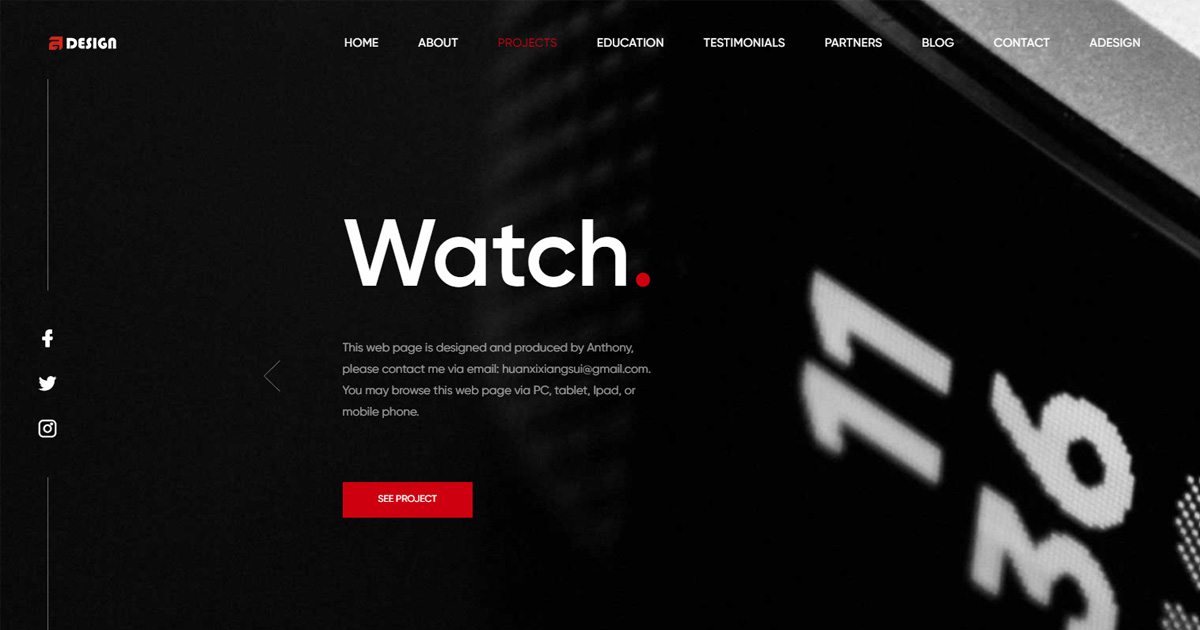 a DESIGN
HOME ABOUT PROJECTS EDUCATION TESTIMONIALS PARTNERS BLOG CONTACT ADESIGN
Watch.
This web page is designed and produced by Anthony,
please contact me via email: huanxixiangsui@gmail.com.
You may browse this web page via PC, tablet, Ipad, or
mobile phone.
SEE PROJECT
11
36